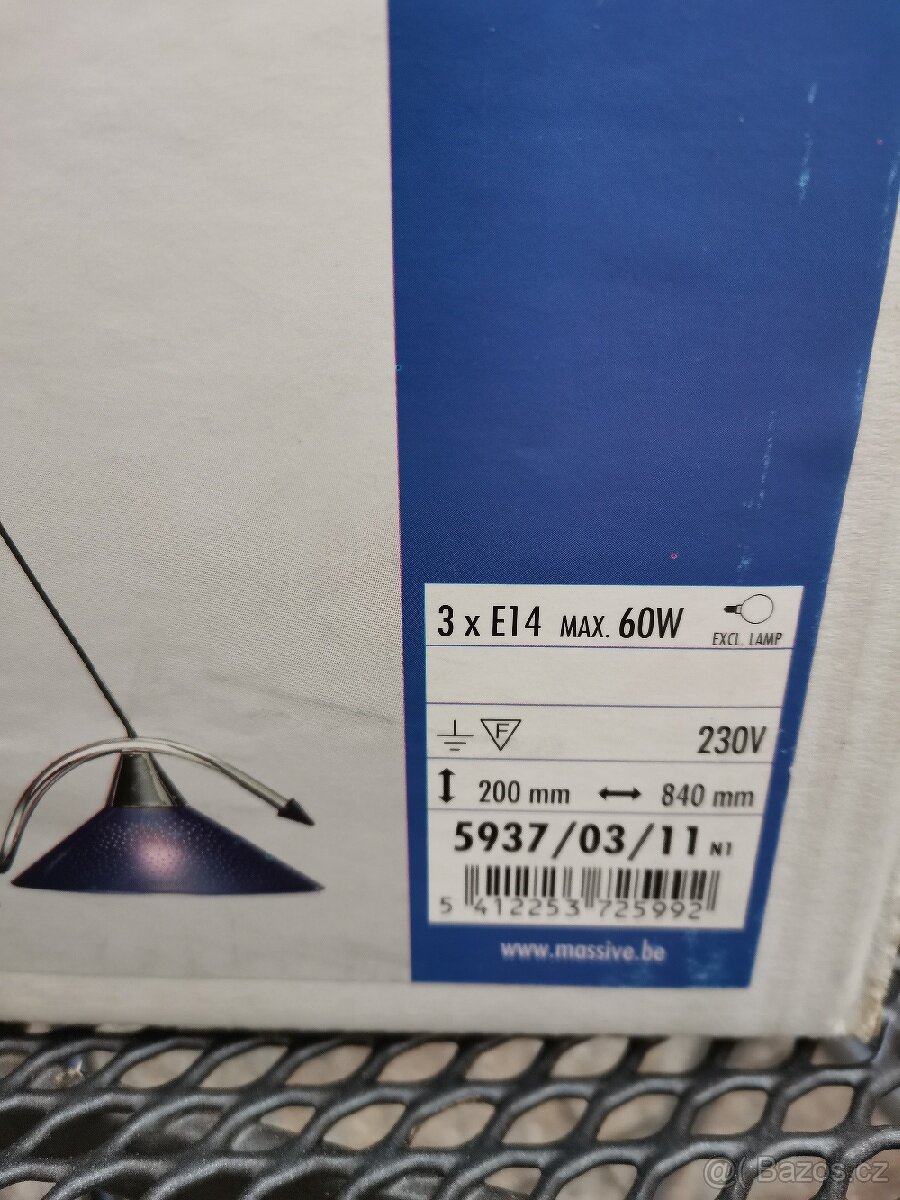 3 x E14 MAX. 60W
EXCL. LAMP
F
230V
200 mm 840 mm
5937/03/11 N1
5 412253 725992
www.massive.be
@( Bazos.cz